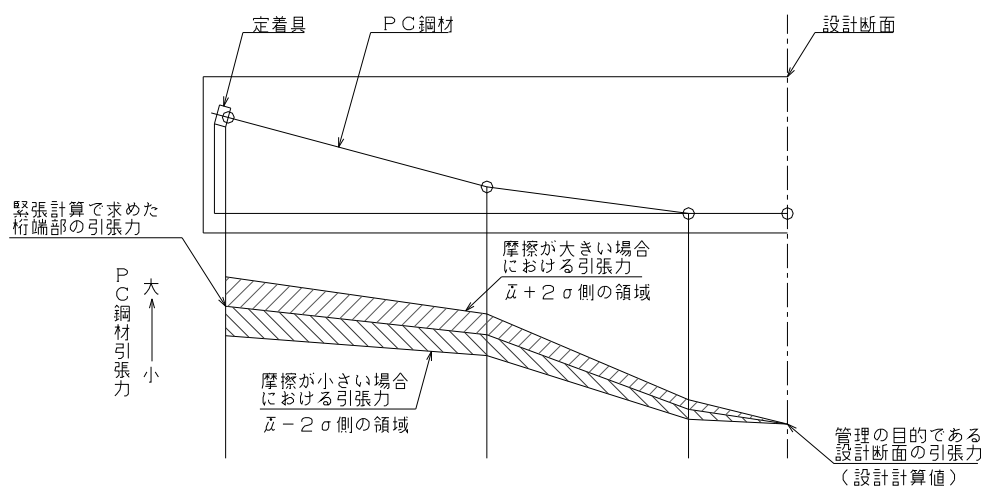 定着具
ＰＣ鋼材
設計断面
緊張計算で求めた
桁端部の引張力
摩擦が大きい場合
における引張力
μ̄＋２σ側の領域
ＰＣ鋼材引張力
大
小
摩擦が小さい場合
における引張力
μ̄－２σ側の領域
管理の目的である
設計断面の引張力
（設計計算値）